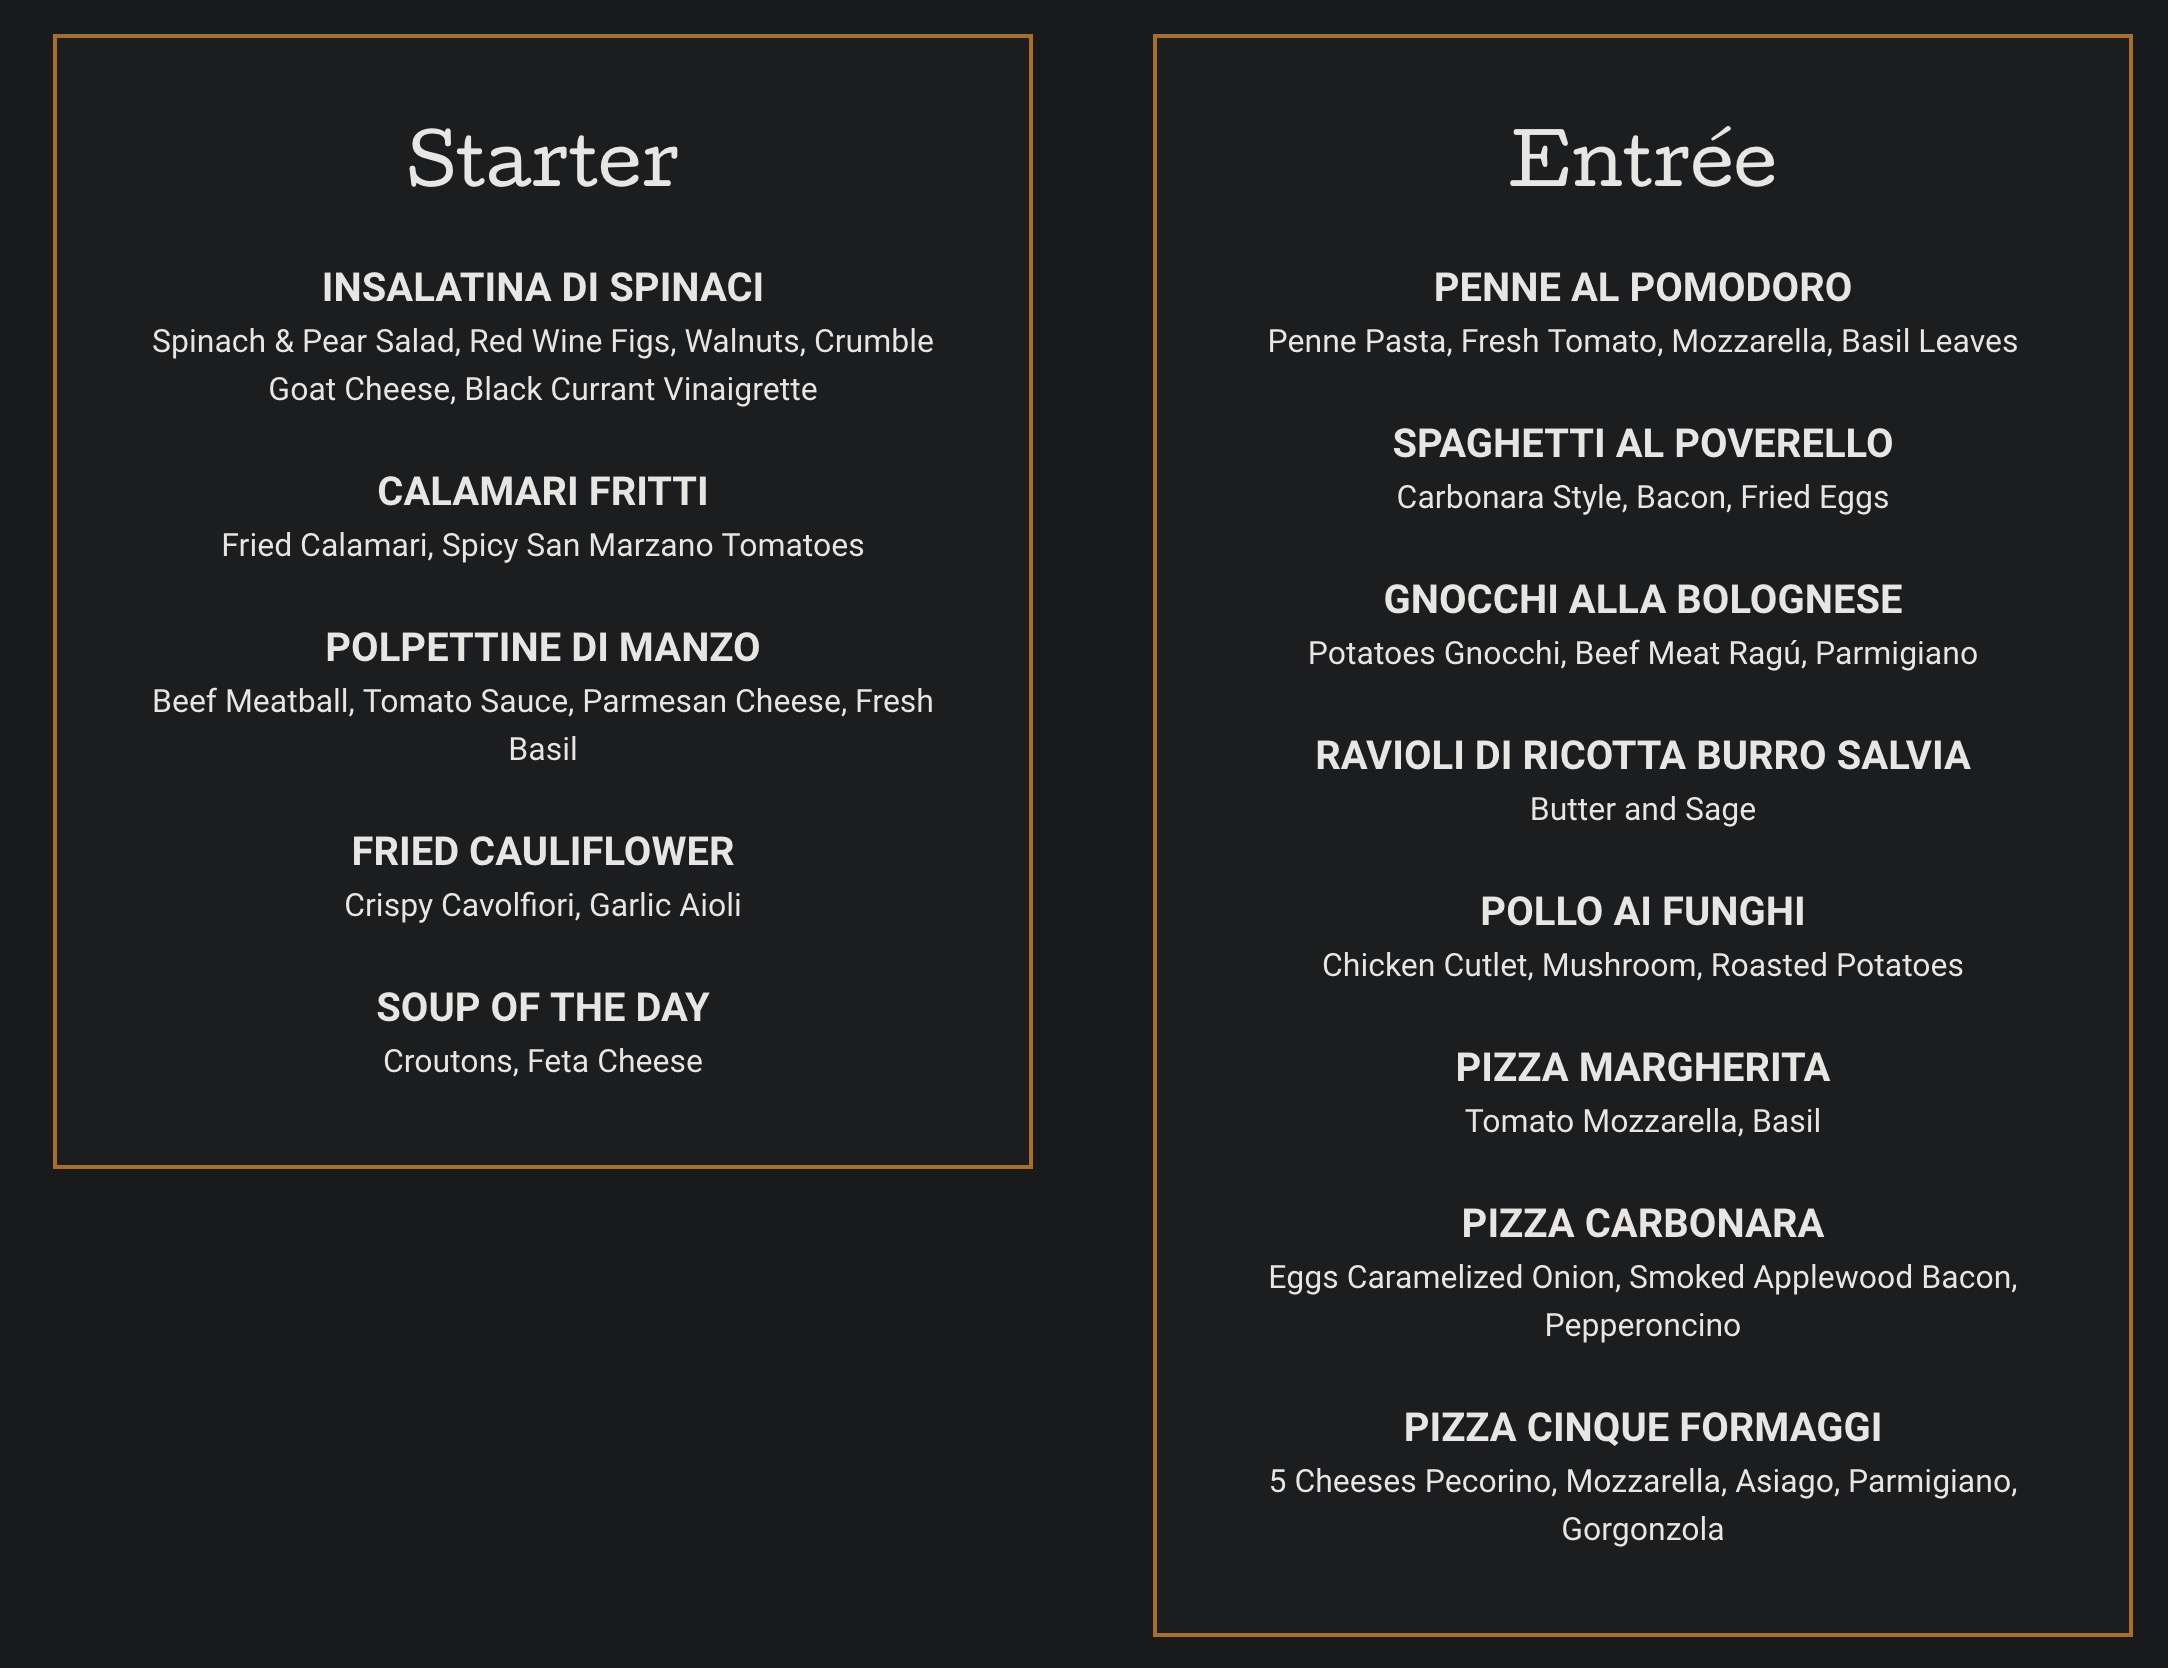 Starter
INSALATINA DI SPINACI
Spinach & Pear Salad, Red Wine Figs, Walnuts, Crumble
Goat Cheese, Black Currant Vinaigrette
CALAMARI FRITTI
Fried Calamari, Spicy San Marzano Tomatoes
POLPETTINE DI MANZO
Beef Meatball, Tomato Sauce, Parmesan Cheese, Fresh
Basil
FRIED CAULIFLOWER
Crispy Cavolfiori, Garlic Aioli
SOUP OF THE DAY
Croutons, Feta Cheese
Entrée
PENNE AL POMODORO
Penne Pasta, Fresh Tomato, Mozzarella, Basil Leaves
SPAGHETTI AL POVERELLO
Carbonara Style, Bacon, Fried Eggs
GNOCCHI ALLA BOLOGNESE
Potatoes Gnocchi, Beef Meat Ragú, Parmigiano
RAVIOLI DI RICOTTA BURRO SALVIA
Butter and Sage
POLLO AI FUNGHI
Chicken Cutlet, Mushroom, Roasted Potatoes
PIZZA MARGHERITA
Tomato Mozzarella, Basil
PIZZA CARBONARA
Eggs Caramelized Onion, Smoked Applewood Bacon,
Pepperoncino
PIZZA CINQUE FORMAGGI
5 Cheeses Pecorino, Mozzarella, Asiago, Parmigiano,
Gorgonzola